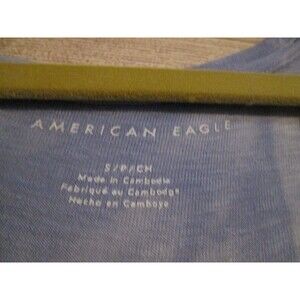 AMERICAN EAGLE
S/P/CH
Made in Cambodia
Fabriqué au Cambodge
Hecho en Camboya